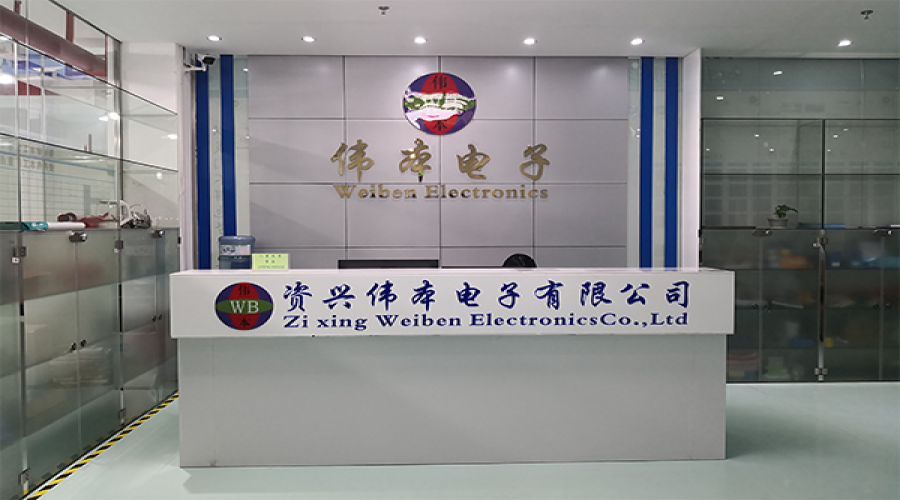 伟
本
伟本电子
Weiben Electronics
伟
WB
本
资兴伟本电子有限公司
Zi xing Weiben ElectronicsCo.,Ltd